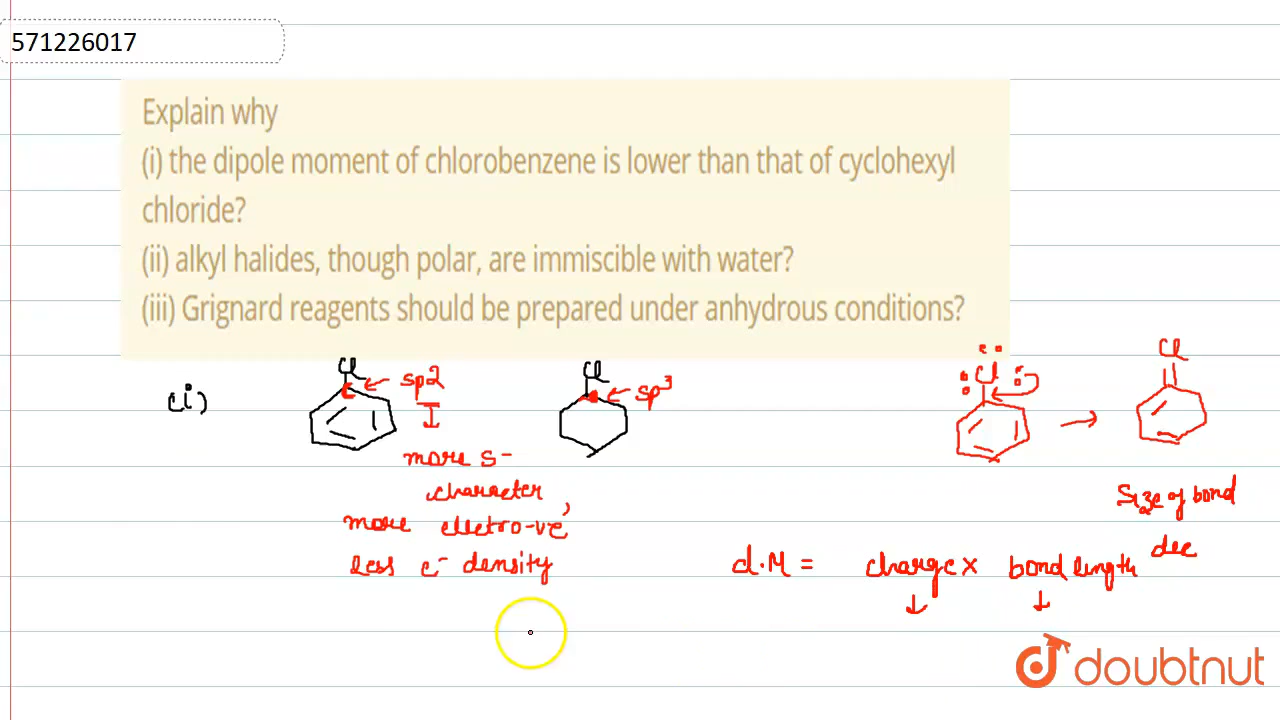 571226017
Explain why
(i) the dipole moment of chlorobenzene is lower than that of cyclohexyl
chloride?
(ii) alkyl halides, though polar, are immiscible with water?
(iii) Grignard reagents should be prepared under anhydrous conditions?
(i)
Cl
sp2
Cl
sp3
Cl
Cl
more s-
character,
more electro-ve
less e- density
Size of bond
dec
d.M = charge x bond length
doubtnut